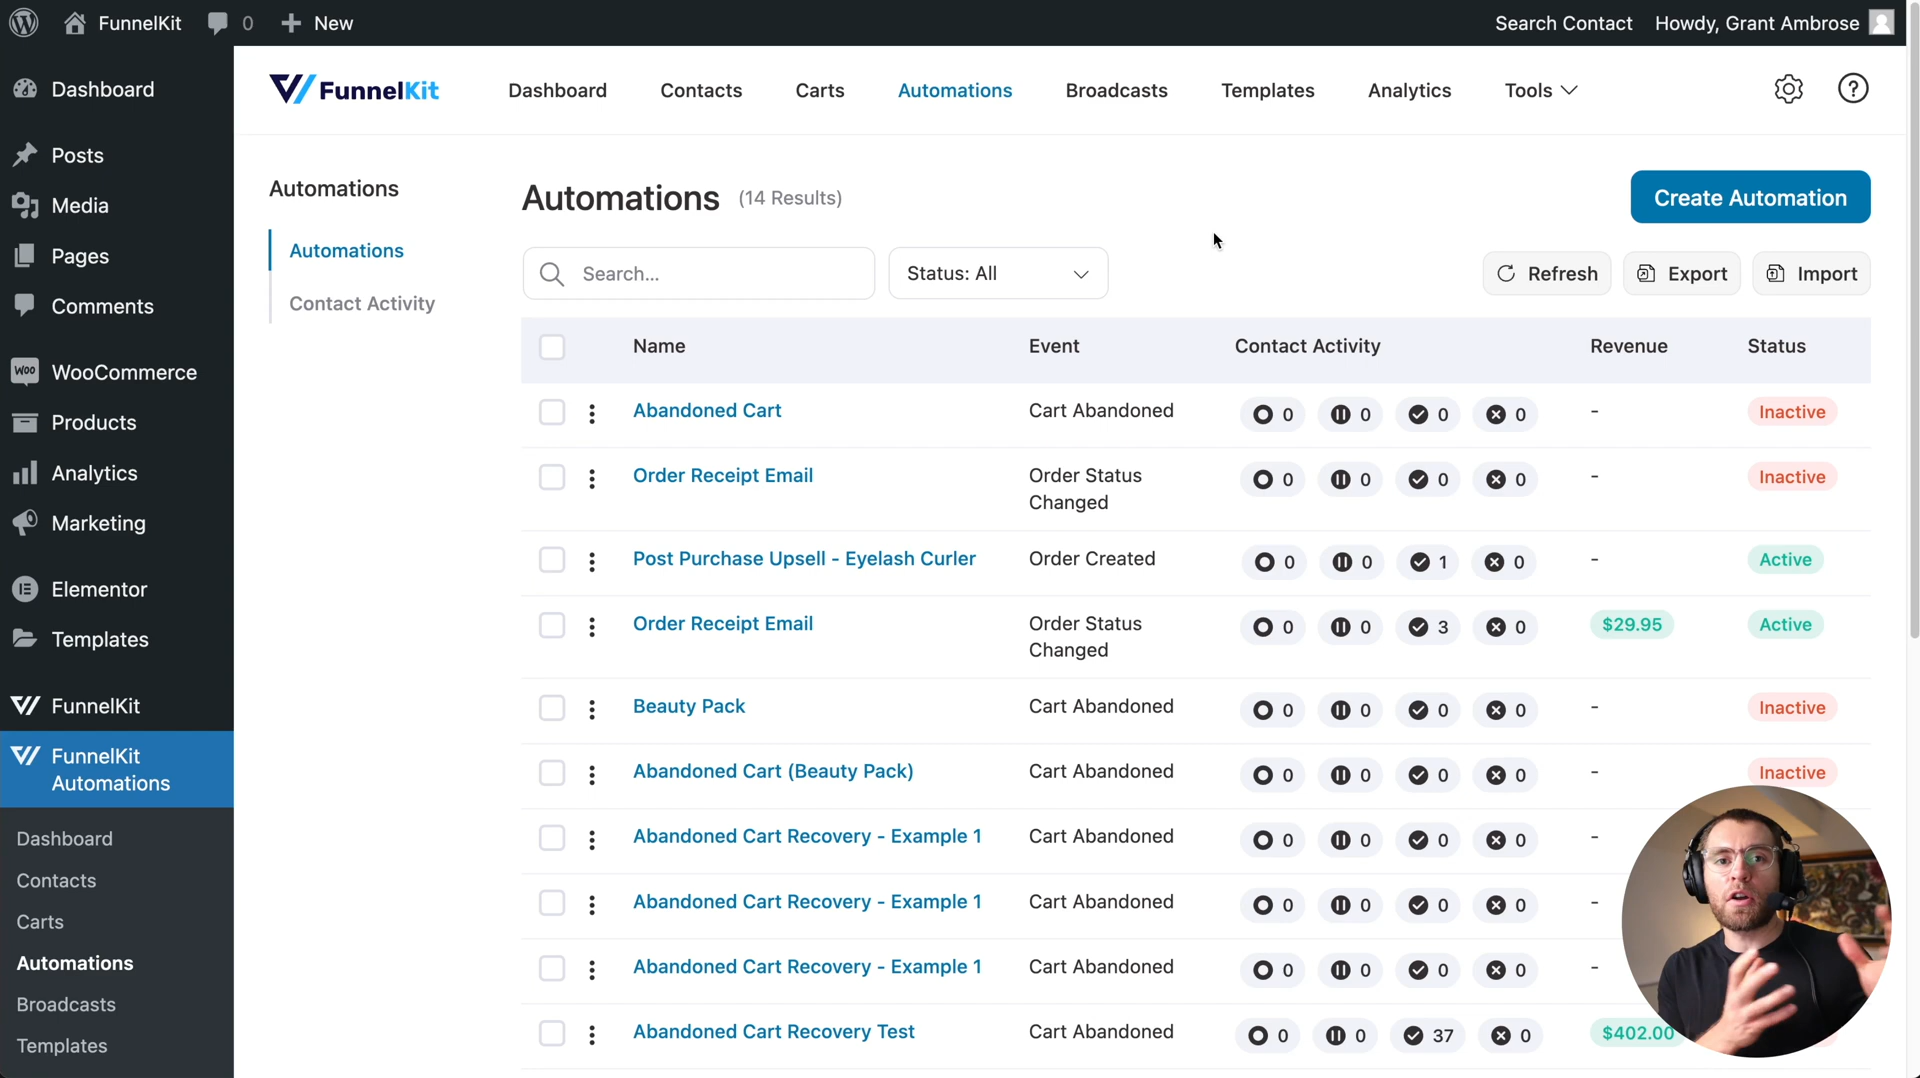 FunnelKit
0
New
Search Contact
Howdy, Grant Ambrose
Dashboard
Posts
Media
Pages
Comments
WOO
WooCommerce
Products
Analytics
Marketing
Elementor
Templates
FunnelKit
FunnelKit
Automations
Dashboard
Contacts
Carts
Automations
Broadcasts
Templates
FunnelKit
Dashboard
Contacts
Carts
Automations
Broadcasts
Templates
Analytics
Tools
Automations
Automations
Contact Activity
Automations (14 Results)
Create Automation
Search...
Status: All
Refresh
Export
Import
Name Event Contact Activity Revenue Status
Abandoned Cart Cart Abandoned 0 0 0 0 - Inactive
Order Receipt Email Order Status
Changed 0 0 0 0 - Inactive
Post Purchase Upsell - Eyelash Curler Order Created 0 0 1 0 - Active
Order Receipt Email Order Status
Changed 0 0 3 0 $29.95 Active
Beauty Pack Cart Abandoned 0 0 0 0 - Inactive
Abandoned Cart (Beauty Pack) Cart Abandoned 0 0 0 0 - Inactive
Abandoned Cart Recovery - Example 1 Cart Abandoned 0 0 0 0 -
Abandoned Cart Recovery - Example 1 Cart Abandoned 0 0 0 0 -
Abandoned Cart Recovery - Example 1 Cart Abandoned 0 0 0 0 -
Abandoned Cart Recovery Test Cart Abandoned 0 0 37 0 $402.00